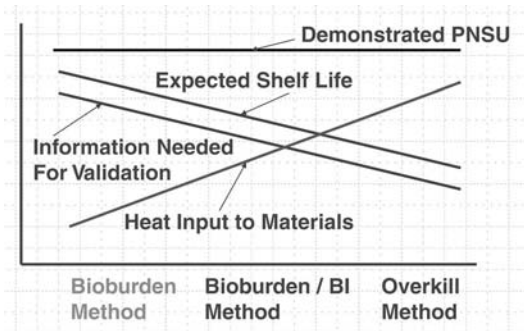 Demonstrated PNSU
Expected Shelf Life
Information Needed
For Validation
Heat Input to Materials
Bioburden
Method
Bioburden / BI
Method
Overkill
Method